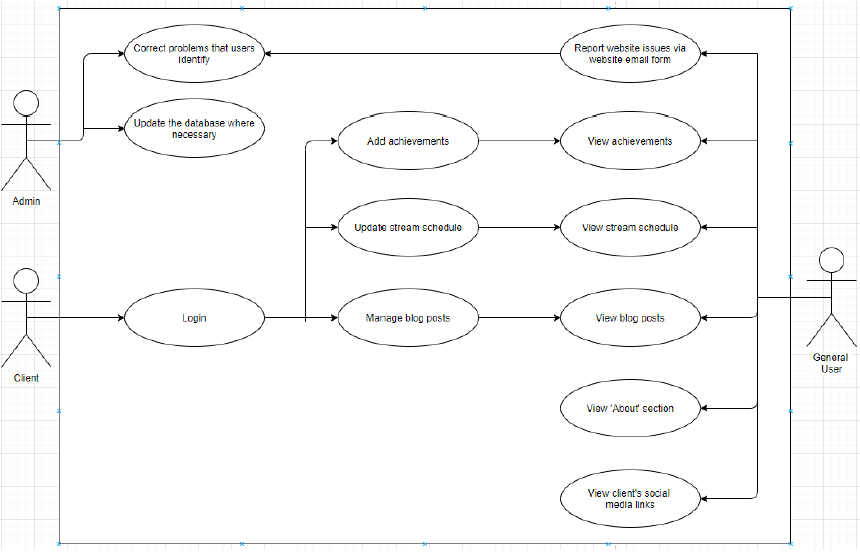 Correct problems that users
identify
Report website issues via
website email form
Update the database where
necessary
Add achievements
View achievements
Admin
Update stream schedule
View stream schedule
Login
Manage blog posts
View blog posts
Client
General
User
View 'About' section
View client's social
media links